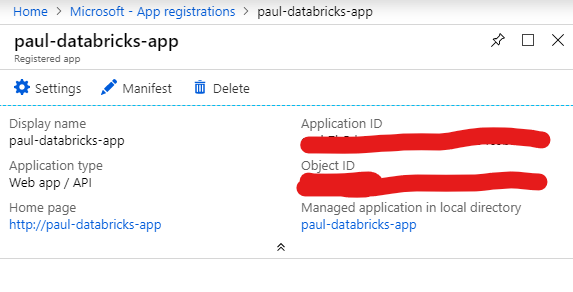 Home > Microsoft - App registrations > paul-databricks-app
paul-databricks-app
Registered app
Settings Manifest Delete
Display name
paul-databricks-app
Application type
Web app / API
Home page
http://paul-databricks-app
Application ID
Object ID
Managed application in local directory
paul-databricks-app